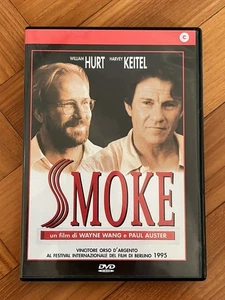 WILLIAM HURT HARVEY KEITEL
SMOKE
un film di WAYNE WANG e PAUL AUSTER
VINCITORE ORSO D'ARGENTO
AL FESTIVAL INTERNAZIONALE DEL FILM DI BERLINO 1995
DVD